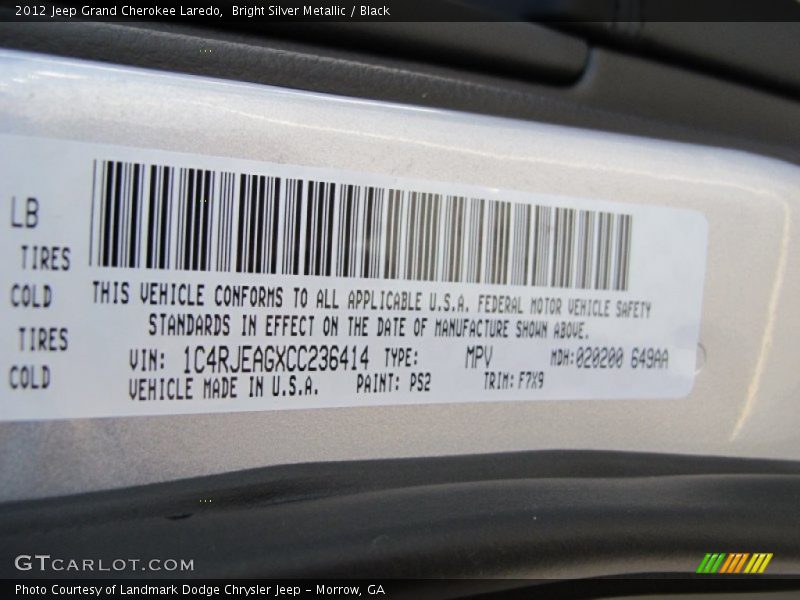 2012 Jeep Grand Cherokee Laredo,  Bright Silver Metallic / Black
LB
TIRES
COLD
TIRES
COLD
THIS VEHICLE CONFORMS TO ALL APPLICABLE U.S.A. FEDERAL MOTOR VEHICLE SAFETY
STANDARDS IN EFFECT ON THE DATE OF MANUFACTURE SHOWN ABOVE.
VIN: 1C4RJEAGXCC236414 TYPE: MPV MDH:020200 649AA
VEHICLE MADE IN U.S.A. PAINT: PS2 TRIM: F7X9
GTCARLOT.COM
Photo Courtesy of Landmark Dodge Chrysler Jeep - Morrow, GA